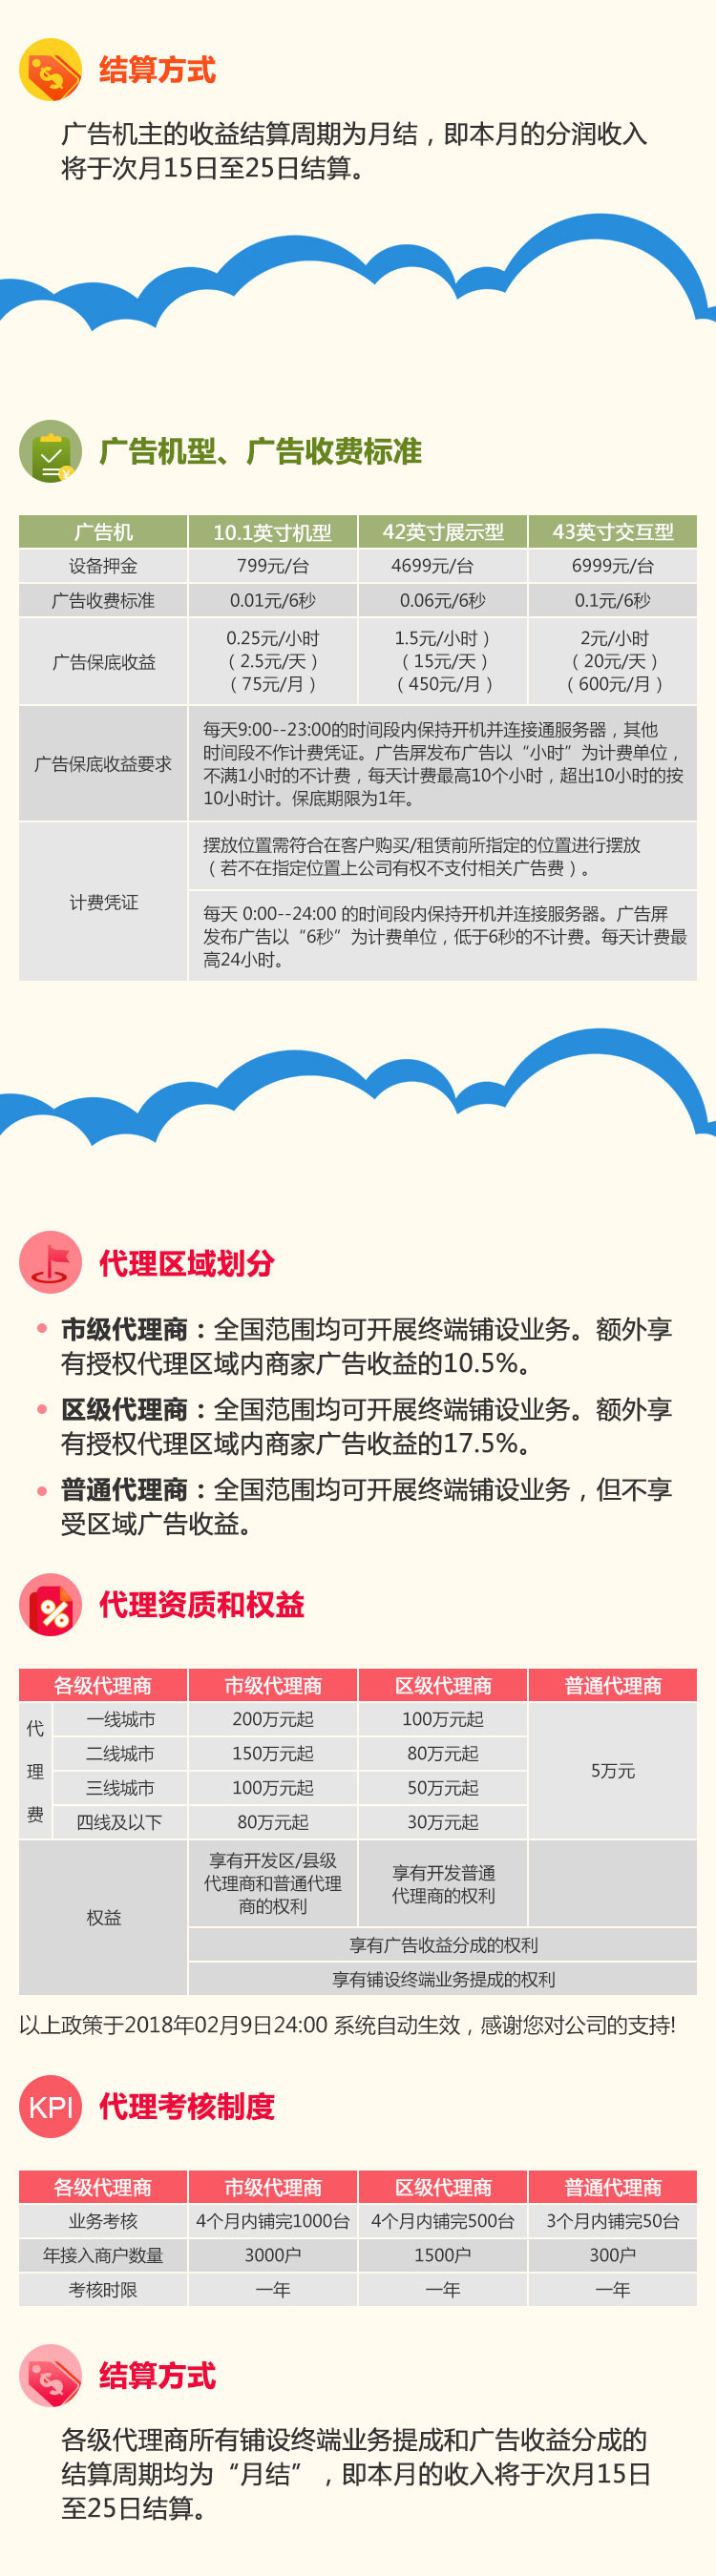 结算方式
广告机主的收益结算周期为月结，即本月的分润收入
将于次月15日至25日结算。
广告机型、广告收费标准
广告机 10.1英寸机型 42英寸展示型 43英寸交互型
设备押金 799元/台 4699元/台 6999元/台
广告收费标准 0.01元/6秒 0.06元/6秒 0.1元/6秒
广告保底收益
0.25元/小时
（2.5元/天）
（75元/月）
1.5元/小时）
（15元/天）
（450元/月）
2元/小时
（20元/天）
（600元/月）
广告保底收益要求
每天9:00--23:00的时间段内保持开机并连接通服务器，其他
时间段不作计费凭证。广告屏发布广告以“小时”为计费单位，
不满1小时的不计费，每天计费最高10个小时，超出10小时的按
10小时计。保底期限为1年。
计费凭证
摆放位置需符合在客户购买/租赁前所指定的位置进行摆放
（若不在指定位置上公司有权不支付相关广告费）。
每天 0:00--24:00 的时间段内保持开机并连接服务器。广告屏
发布广告以“6秒”为计费单位，低于6秒的不计费。每天计费最
高24小时。
代理区域划分
市级代理商：全国范围均可开展终端铺设业务。额外享
有授权代理区域内商家广告收益的10.5%。
区级代理商：全国范围均可开展终端铺设业务。额外享
有授权代理区域内商家广告收益的17.5%。
普通代理商：全国范围均可开展终端铺设业务，但不享
受区域广告收益。
%
代理资质和权益
各级代理商 市级代理商 区级代理商 普通代理商
代理费
一线城市 200万元起 100万元起
二线城市 150万元起 80万元起
三线城市 100万元起 50万元起
四线及以下 80万元起 30万元起
5万元
权益
享有开发区/县级
代理商和普通代理
商的权利
享有开发普通
代理商的权利
享有广告收益分成的权利
享有铺设终端业务提成的权利
以上政策于2018年02月9日24:00 系统自动生效，感谢您对公司的支持!
KPI 代理考核制度
各级代理商 市级代理商 区级代理商 普通代理商
业务考核 4个月内铺完1000台 4个月内铺完500台 3个月内铺完50台
年接入商户数量 3000户 1500户 300户
考核时限 一年 一年 一年
结算方式
各级代理商所有铺设终端业务提成和广告收益分成的
结算周期均为“月结”，即本月的收入将于次月15日
至25日结算。